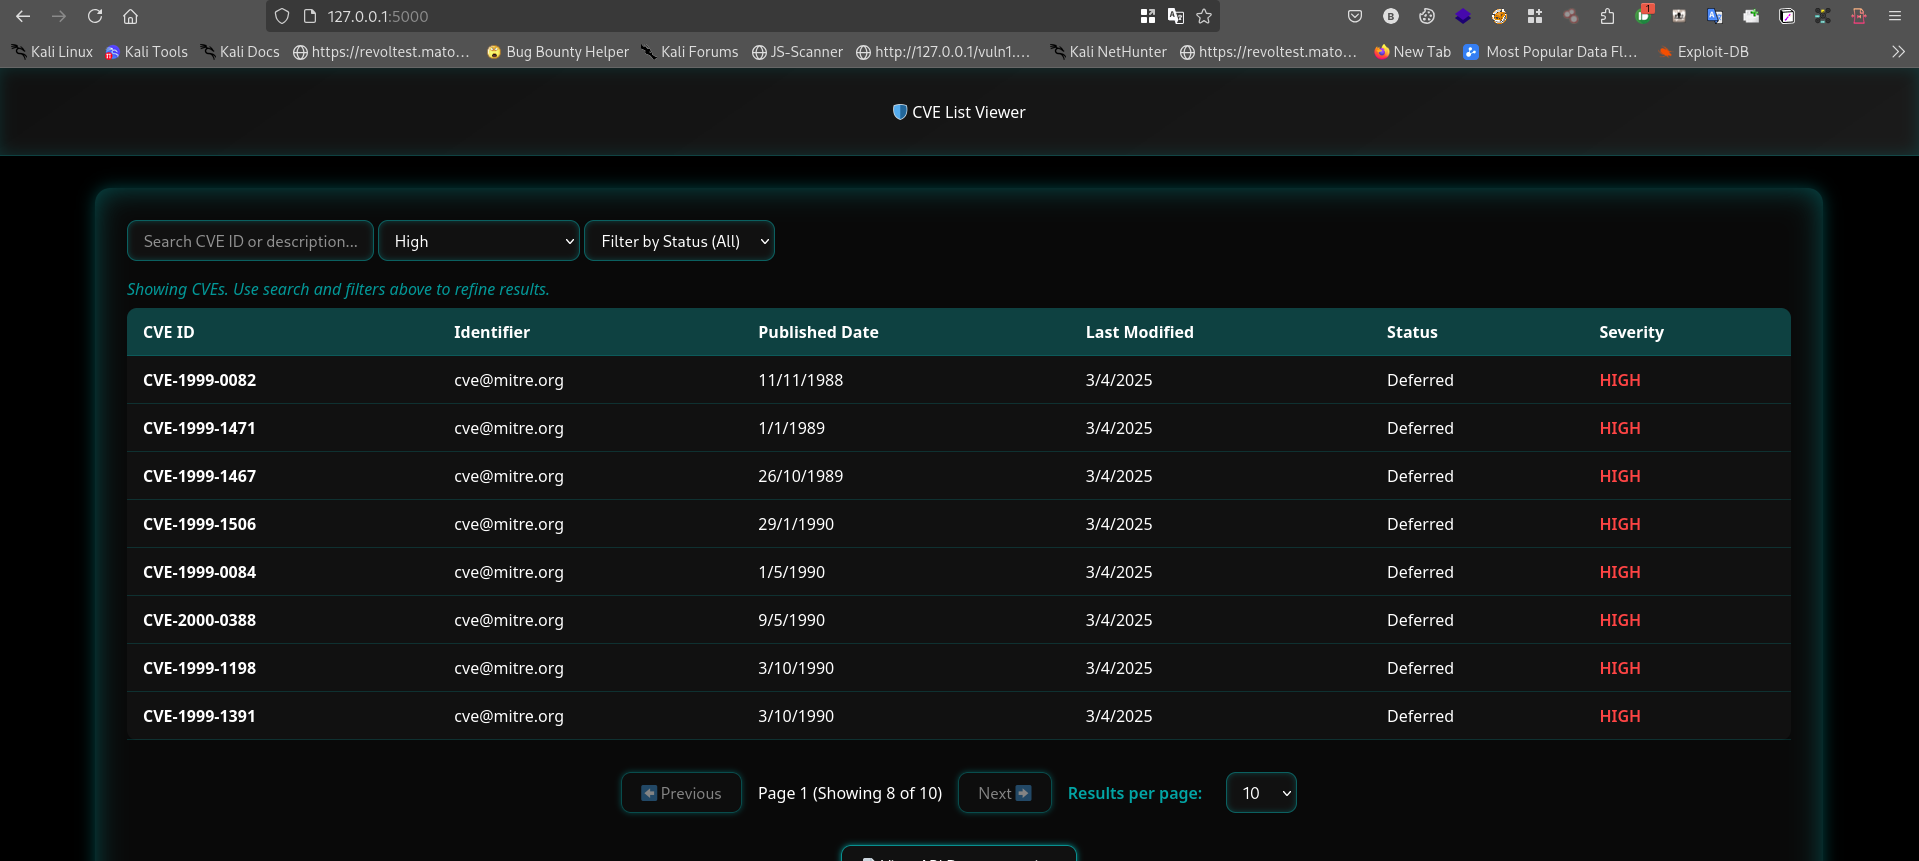 127.0.0.1:5000
1
Kali Linux Kali Tools Kali Docs https://revoltest.mato... Bug Bounty Helper Kali Forums JS-Scanner http://127.0.0.1/vuln1.... Kali NetHunter https://revoltest.mato... New Tab Most Popular Data Fl... Exploit-DB
CVE List Viewer
Search CVE ID or description... High Filter by Status (All)
Showing CVEs. Use search and filters above to refine results.
CVE ID Identifier Published Date Last Modified Status Severity
CVE-1999-0082 cve@mitre.org 11/11/1988 3/4/2025 Deferred HIGH
CVE-1999-1471 cve@mitre.org 1/1/1989 3/4/2025 Deferred HIGH
CVE-1999-1467 cve@mitre.org 26/10/1989 3/4/2025 Deferred HIGH
CVE-1999-1506 cve@mitre.org 29/1/1990 3/4/2025 Deferred HIGH
CVE-1999-0084 cve@mitre.org 1/5/1990 3/4/2025 Deferred HIGH
CVE-2000-0388 cve@mitre.org 9/5/1990 3/4/2025 Deferred HIGH
CVE-1999-1198 cve@mitre.org 3/10/1990 3/4/2025 Deferred HIGH
CVE-1999-1391 cve@mitre.org 3/10/1990 3/4/2025 Deferred HIGH
Previous Page 1 (Showing 8 of 10) Next Results per page: 10